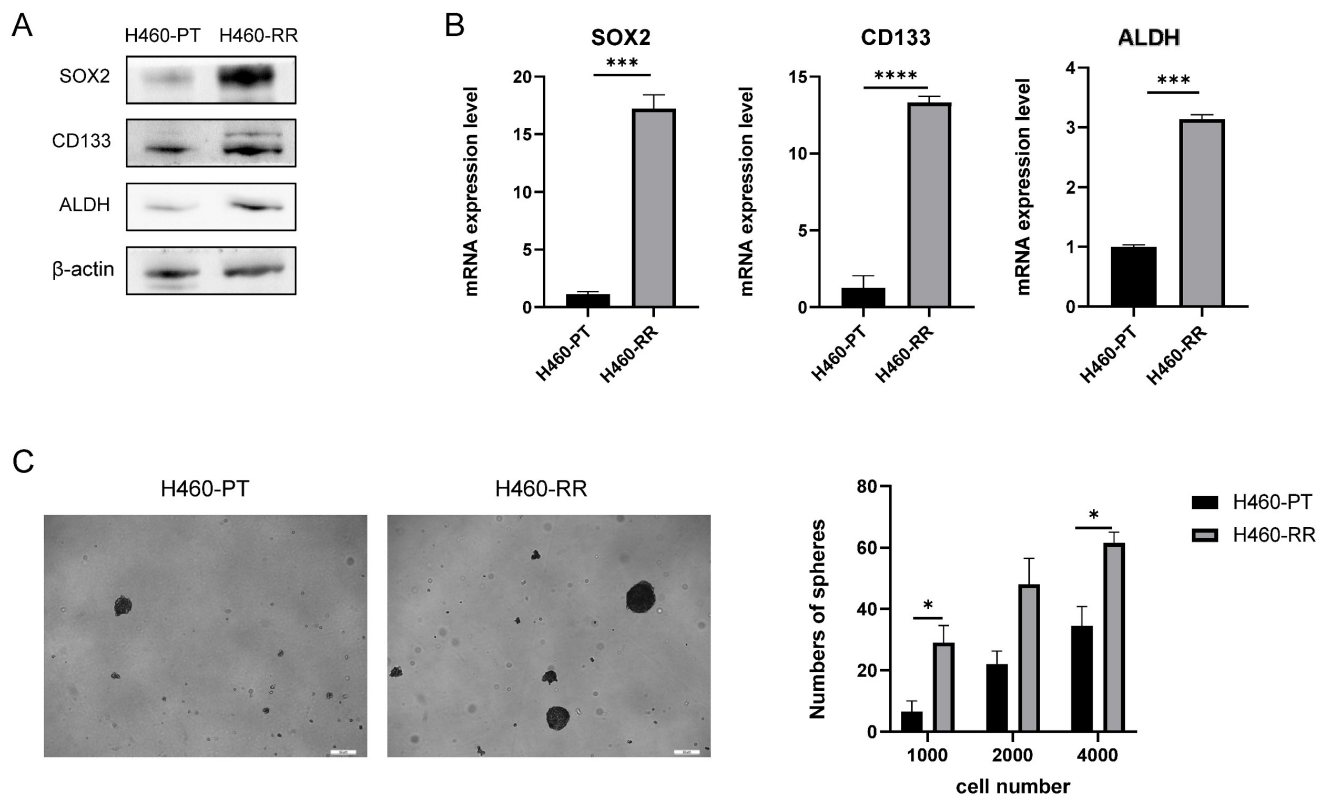 A
H460-PT H460-RR
SOX2
CD133
ALDH
β-actin
B
SOX2
***
mRNA expression level
20
15
10
5
0
H460-PT
H460-RR
CD133
****
mRNA expression level
15
10
5
0
H460-PT
H460-RR
ALDH
***
mRNA expression level
4
3
2
1
0
H460-PT
H460-RR
C
H460-PT
H460-RR
Numbers of spheres
80
60
40
20
0
*
*
1000 2000 4000
cell number
H460-PT
H460-RR